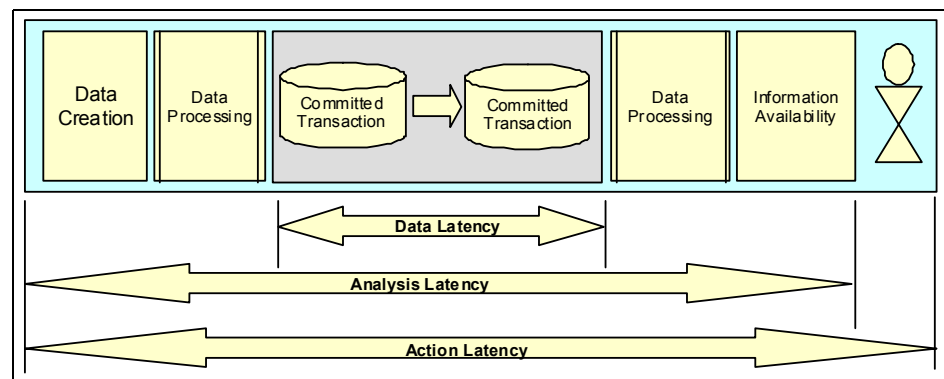 Data
Creation
Data
Processing
Committed
Transaction
Committed
Transaction
Data
Processing
Information
Availability
Data Latency
Analysis Latency
Action Latency